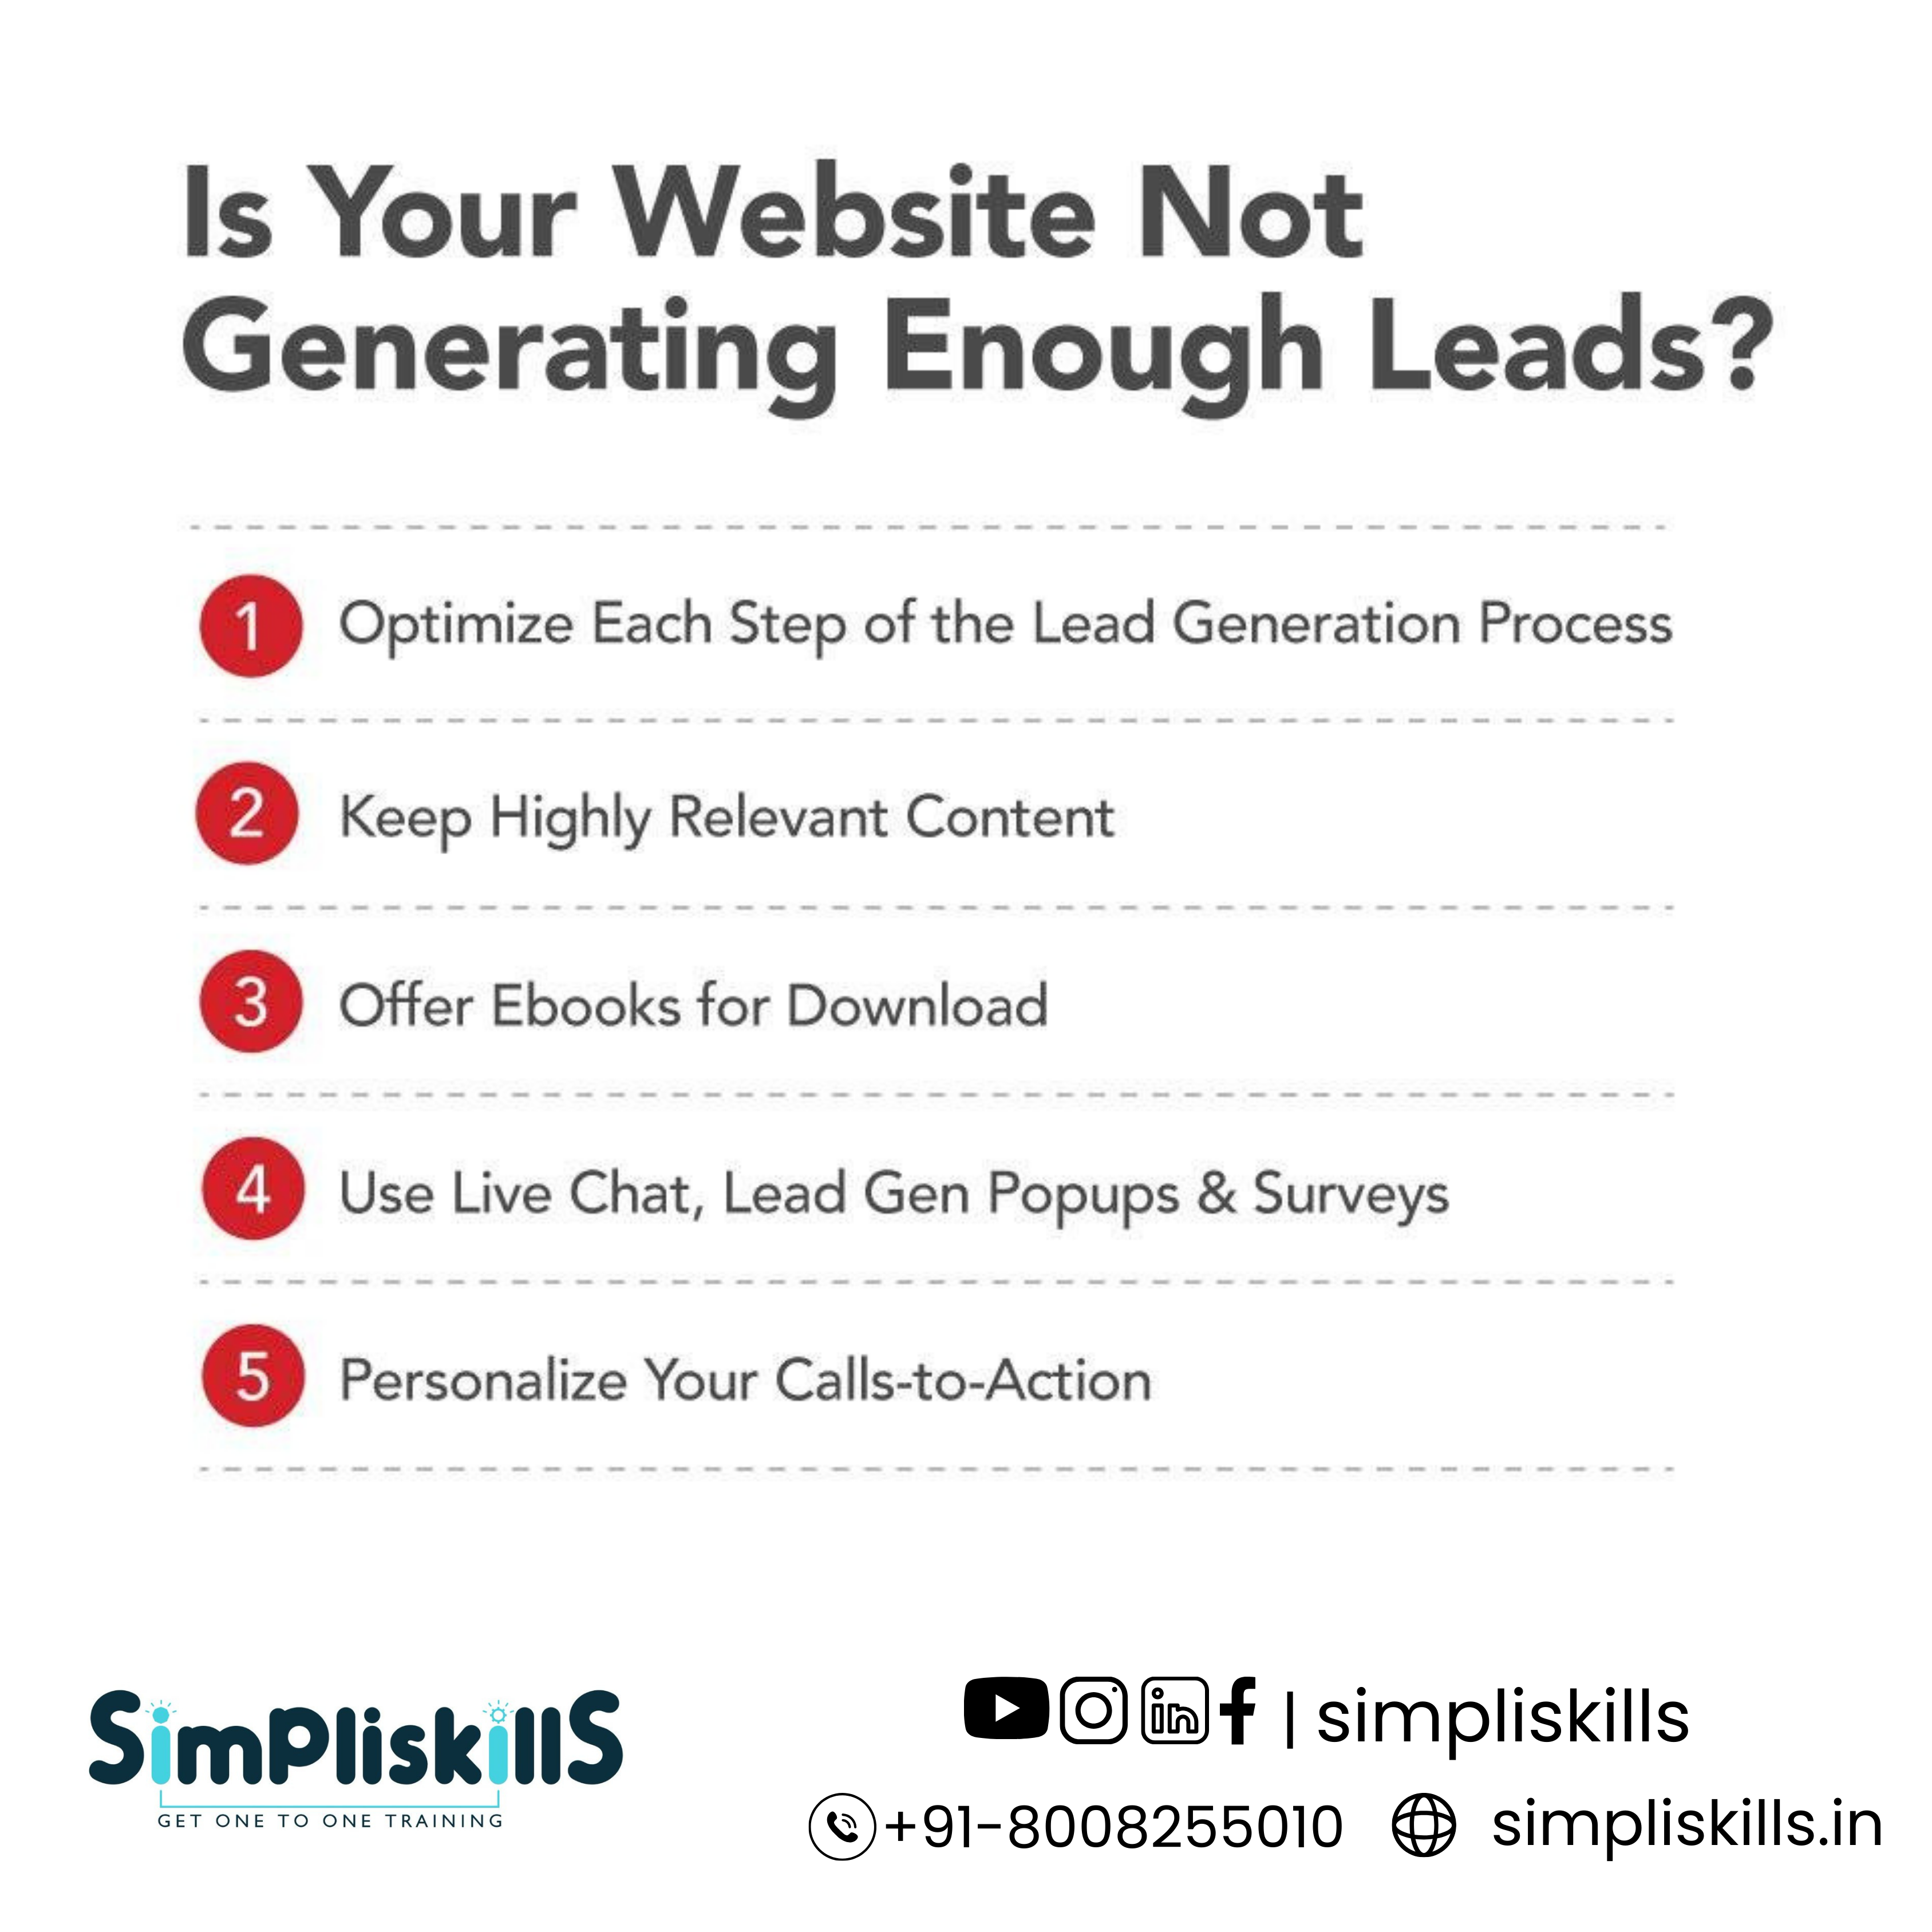 Is Your Website Not
Generating Enough Leads?
1 Optimize Each Step of the Lead Generation Process
2 Keep Highly Relevant Content
3 Offer Ebooks for Download
4 Use Live Chat, Lead Gen Popups & Surveys
5 Personalize Your Calls-to-Action
SimPliskillS
GET ONE TO ONE TRAINING
| simpliskills
+91-8008255010 simpliskills.in